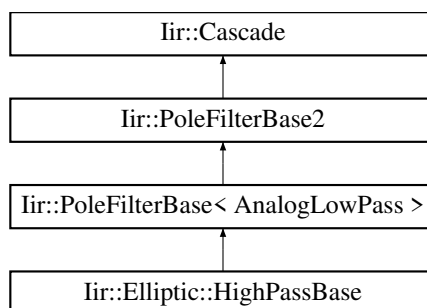 Iir::Cascade
Iir::PoleFilterBase2
Iir::PoleFilterBase< AnalogLowPass >
Iir::Elliptic::HighPassBase